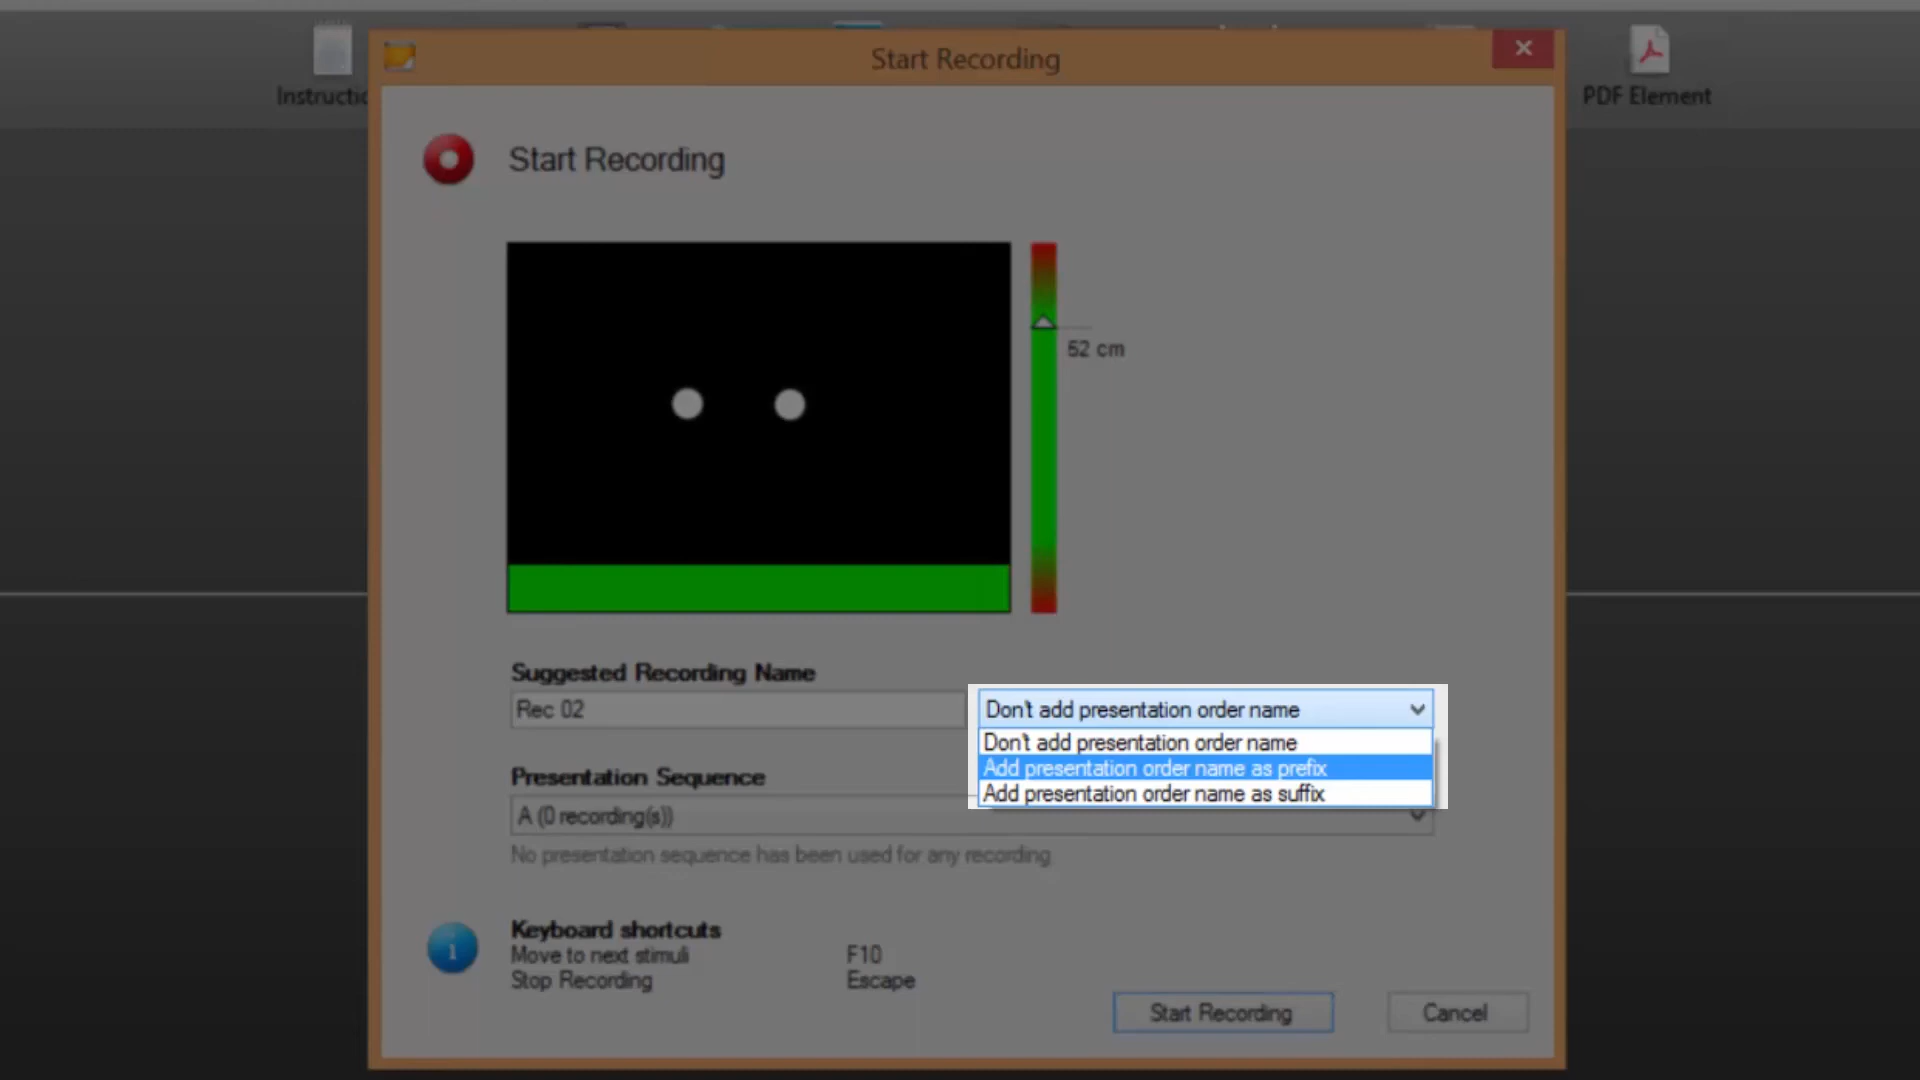 Start Recording
Instructio
PDF Element
Start Recording
52 cm
Suggested Recording Name
Rec 02
Don't add presentation order name
Don't add presentation order name
Add presentation order name as prefix
Add presentation order name as suffix
Presentation Sequence
A (0 recording(s))
No presentation sequence has been used for any recording
Keyboard shortcuts
Move to next stimuli F10
Stop Recording Escape
Start Recording Cancel